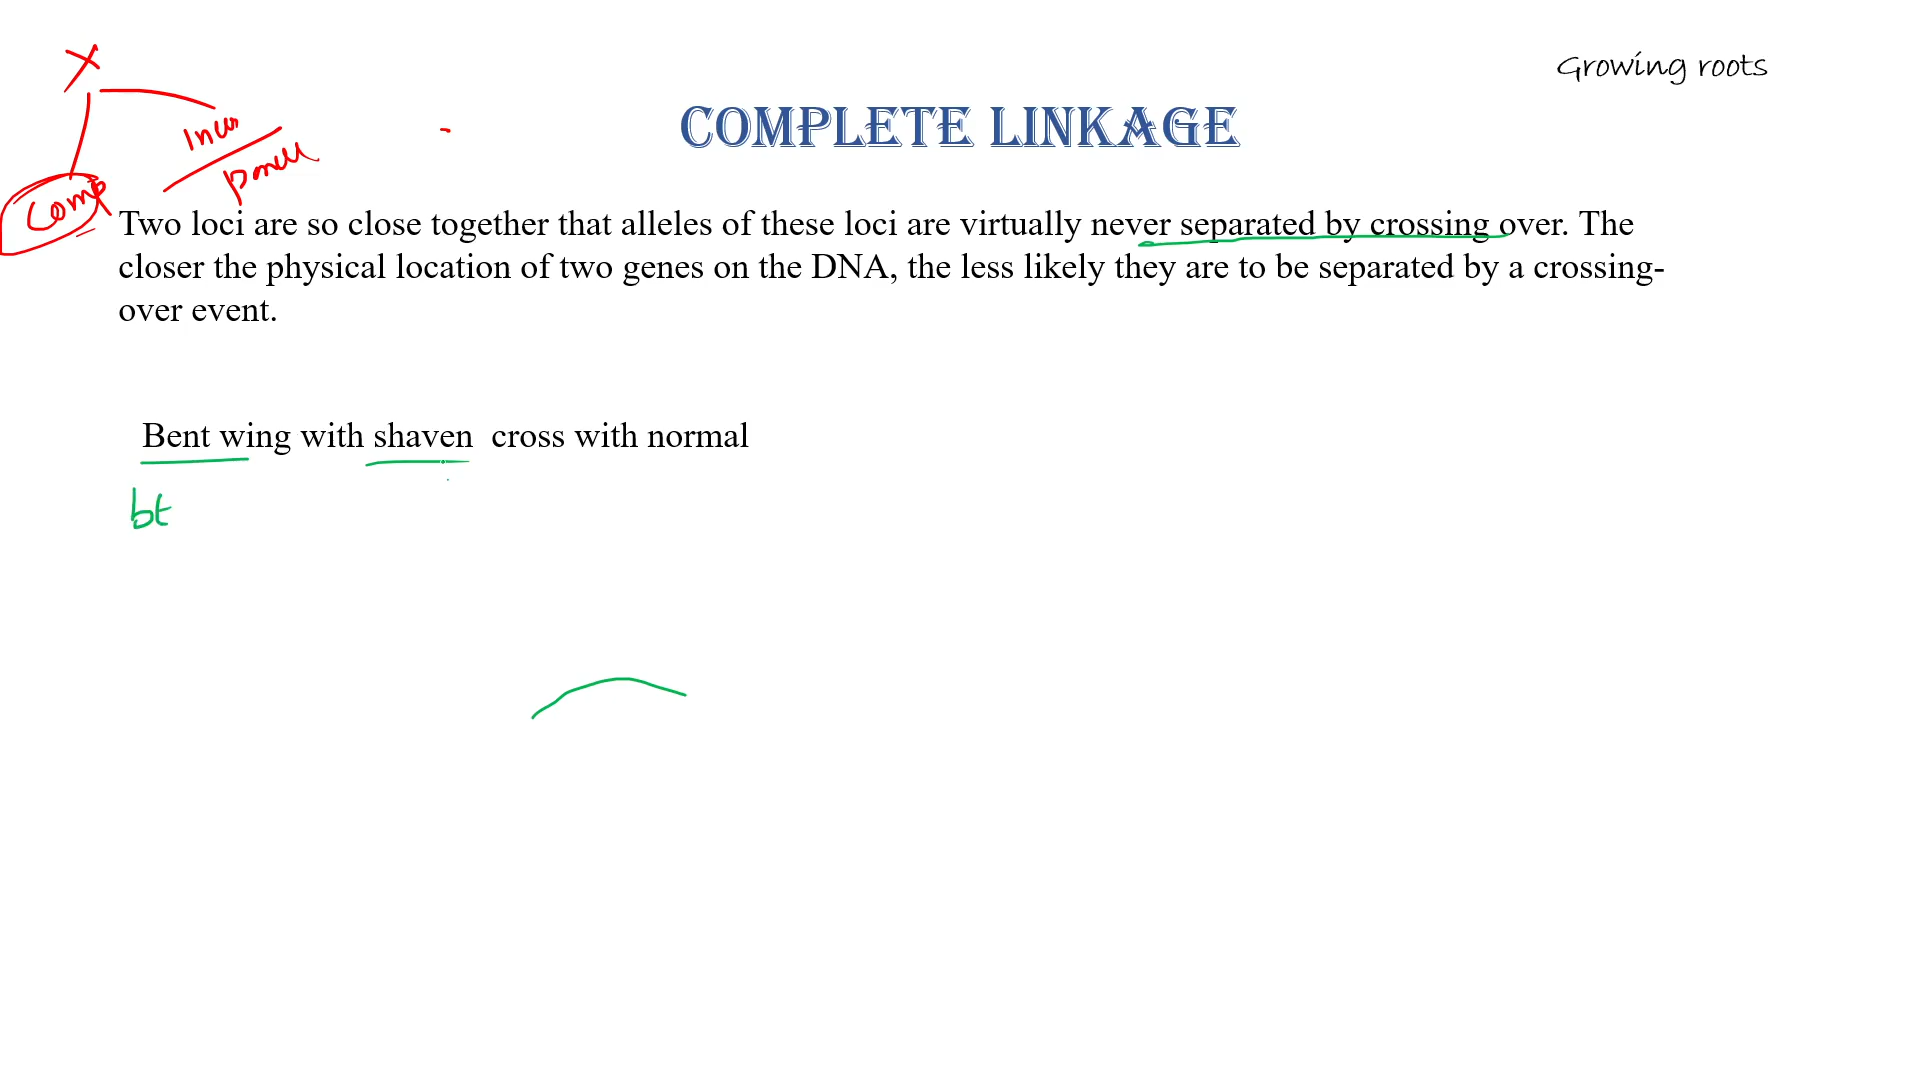 Growing roots
COMPLETE LINKAGE
Comp
Two loci are so close together that alleles of these loci are virtually never separated by crossing over. The
closer the physical location of two genes on the DNA, the less likely they are to be separated by a crossing-
over event.
Bent wing with shaven cross with normal
bt